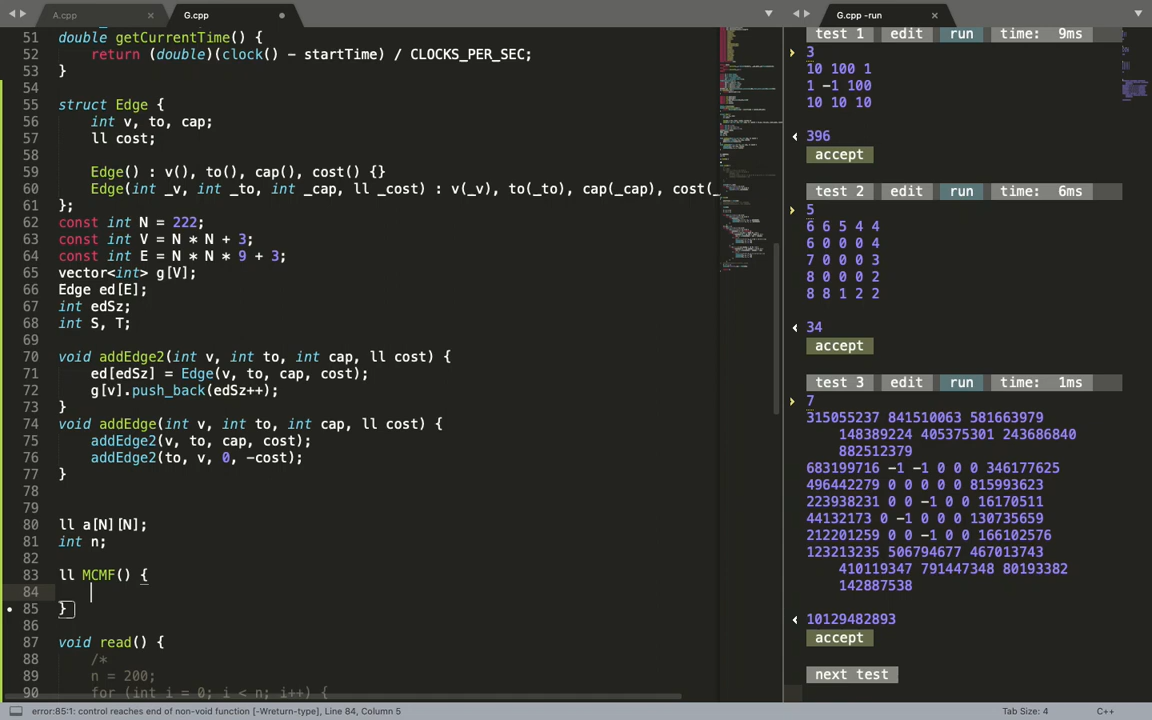 A.cpp
G.cpp
G.cpp -run
51 double getCurrentTime() {
52 return (double)(clock() - startTime) / CLOCKS_PER_SEC;
53 }
54
55 struct Edge {
56 int v, to, cap;
57 ll cost;
58
59 Edge() : v(), to(), cap(), cost() {}
60 Edge(int _v, int _to, int _cap, ll _cost) : v(_v), to(_to), cap(_cap), cost(_
61 };
62 const int N = 222;
63 const int V = N * N + 3;
64 const int E = N * N * 9 + 3;
65 vector<int> g[V];
66 Edge ed[E];
67 int edSz;
68 int S, T;
69
70 void addEdge2(int v, int to, int cap, ll cost) {
71 ed[edSz] = Edge(v, to, cap, cost);
72 g[v].push_back(edSz++);
73 }
74 void addEdge(int v, int to, int cap, ll cost) {
75 addEdge2(v, to, cap, cost);
76 addEdge2(to, v, 0, -cost);
77 }
78
79
80 ll a[N][N];
81 int n;
82
83 ll MCMF() {
84
85 }
86
87 void read() {
88 /*
89 n = 200;
90 for (int i = 0; i < n; i++) {
test 1 edit run time: 9ms
3
10 100 1
1 -1 100
10 10 10
396
accept
test 2 edit run time: 6ms
5
6 6 5 4 4
6 0 0 0 4
7 0 0 0 3
8 0 0 0 2
8 8 1 2 2
34
accept
test 3 edit run time: 1ms
7
315055237 841510063 581663979
148389224 405375301 243686840
882512379
683199716 -1 -1 0 0 0 346177625
496442279 0 0 0 0 0 815993623
223938231 0 0 -1 0 0 16170511
44132173 0 -1 0 0 0 130735659
212201259 0 0 -1 0 0 166102576
123213235 506794677 467013743
410119347 791447348 80193382
142887538
10129482893
accept
next test
error:85:1: control reaches end of non-void function [-Wreturn-type], Line 84, Column 5
Tab Size: 4
C++